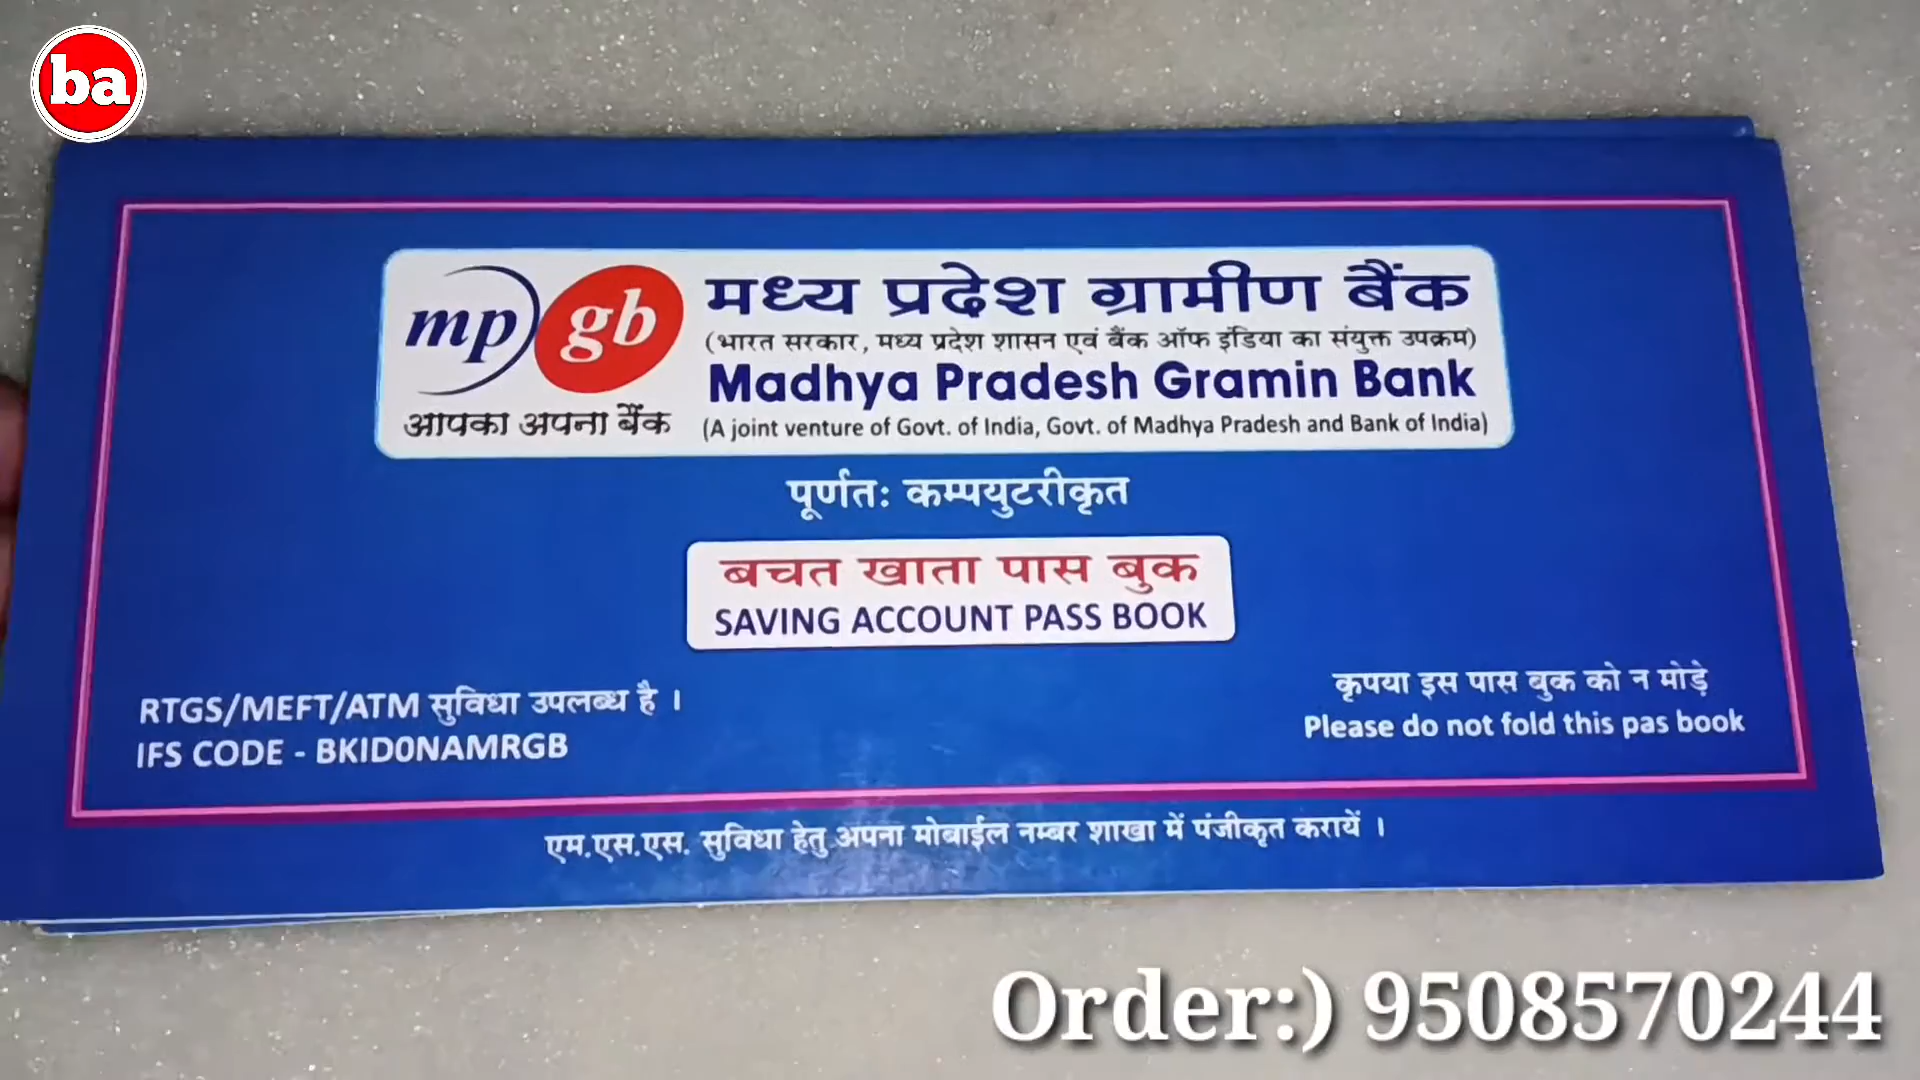 ba
mp gb
आपका अपना बैंक
मध्य प्रदेश ग्रामीण बैंक
(भारत सरकार, मध्य प्रदेश शासन एवं बैंक ऑफ इंडिया का संयुक्त उपक्रम)
Madhya Pradesh Gramin Bank
(A joint venture of Govt. of India, Govt. of Madhya Pradesh and Bank of India)
पूर्णतः कम्पयुटरीकृत
बचत खाता पास बुक
SAVING ACCOUNT PASS BOOK
RTGS/MEFT/ATM सुविधा उपलब्ध है ।
IFS CODE - BKID0NAMRGB
कृपया इस पास बुक को न मोड़े
Please do not fold this pas book
एम.एस.एस. सुविधा हेतु अपना मोबाईल नम्बर शाखा में पंजीकृत करायें ।
Order:) 9508570244